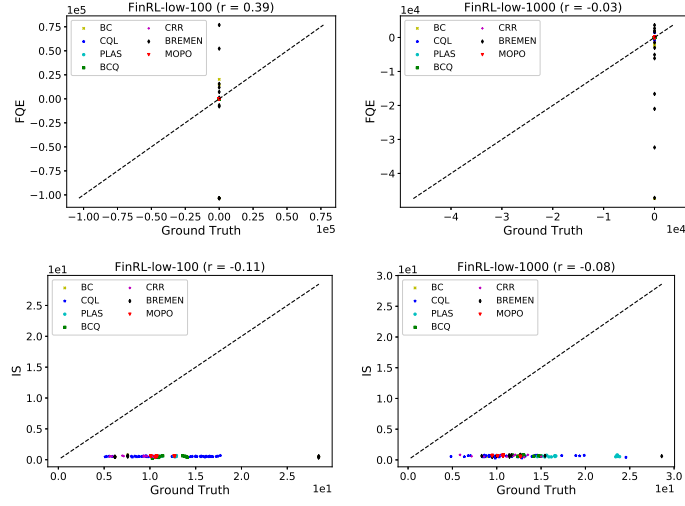 FinRL-low-100 (r = 0.39)
1e5
BC
CQL
PLAS
BCQ
CRR
BREMEN
MOPO
0.75
0.50
0.25
0.00
−0.25
−0.50
−0.75
−1.00
FQE
−1.00 −0.75 −0.50 −0.25 0.00 0.25 0.50 0.75
1e5
Ground Truth
FinRL-low-1000 (r = -0.03)
1e4
BC
CQL
PLAS
BCQ
CRR
BREMEN
MOPO
0
−1
−2
−3
−4
FQE
−4 −3 −2 −1 0
1e4
Ground Truth
FinRL-low-100 (r = -0.11)
1e1
BC
CQL
PLAS
BCQ
CRR
BREMEN
MOPO
2.5
2.0
1.5
1.0
0.5
0.0
IS
0.0 0.5 1.0 1.5 2.0 2.5
1e1
Ground Truth
FinRL-low-1000 (r = -0.08)
1e1
BC
CQL
PLAS
BCQ
CRR
BREMEN
MOPO
3.0
2.5
2.0
1.5
1.0
0.5
0.0
IS
0.0 0.5 1.0 1.5 2.0 2.5 3.0
1e1
Ground Truth